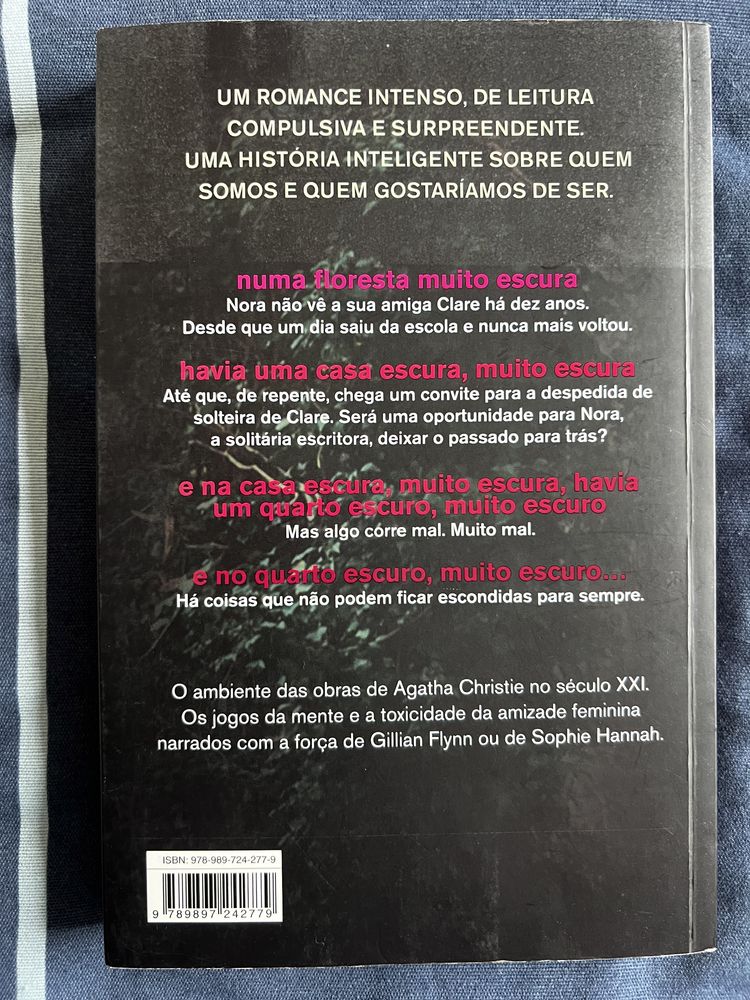 UM ROMANCE INTENSO, DE LEITURA
COMPULSIVA E SURPREENDENTE.
UMA HISTÓRIA INTELIGENTE SOBRE QUEM
SOMOS E QUEM GOSTARÍAMOS DE SER.
numa floresta muito escura
Nora não vê a sua amiga Clare há dez anos.
Desde que um dia saiu da escola e nunca mais voltou.
havia uma casa escura, muito escura
Até que, de repente, chega um convite para a despedida de
solteira de Clare. Será uma oportunidade para Nora,
a solitária escritora, deixar o passado para trás?
e na casa escura, muito escura, havia
um quarto escuro, muito escuro
Mas algo corre mal. Muito mal.
e no quarto escuro, muito escuro...
Há coisas que não podem ficar escondidas para sempre.
O ambiente das obras de Agatha Christie no século XXI.
Os jogos da mente e a toxicidade da amizade feminina
narrados com a força de Gillian Flynn ou de Sophie Hannah.
ISBN: 978-989-724-277-9
9 789897 242779